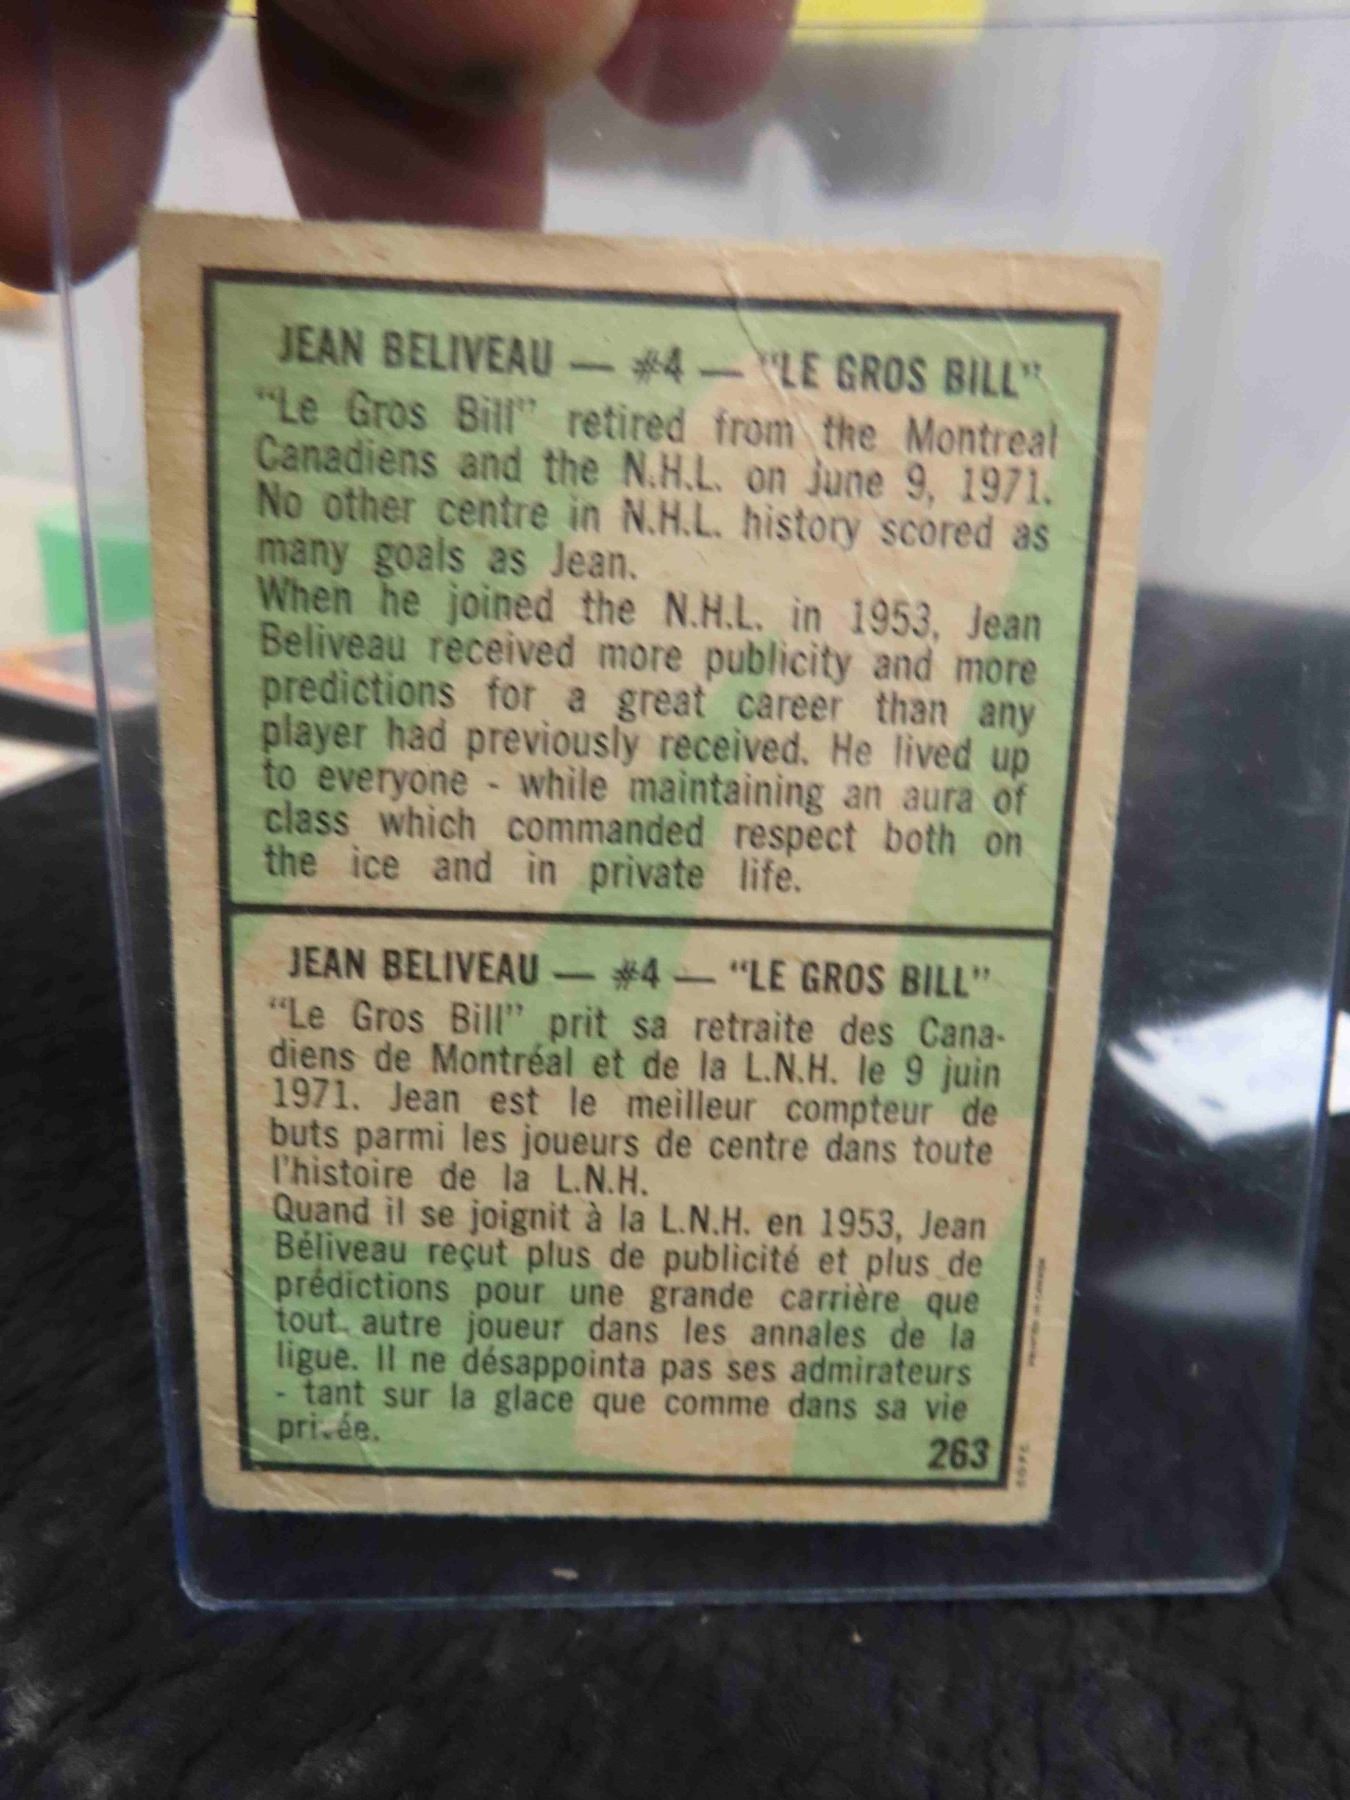 JEAN BELIVEAU — #4 — "LE GROS BILL"
"Le Gros Bill" retired from the Montreal
Canadiens and the N.H.L. on June 9, 1971.
No other centre in N.H.L. history scored as
many goals as Jean.
When he joined the N.H.L. in 1953, Jean
Beliveau received more publicity and more
predictions for a great career than any
player had previously received. He lived up
to everyone - while maintaining an aura of
class which commanded respect both on
the ice and in private life.
JEAN BELIVEAU — #4 — "LE GROS BILL"
"Le Gros Bill" prit sa retraite des Cana-
diens de Montréal et de la L.N.H. le 9 juin
1971. Jean est le meilleur compteur de
buts parmi les joueurs de centre dans toute
l'histoire de la L.N.H.
Quand il se joignit à la L.N.H. en 1953, Jean
Béliveau reçut plus de publicité et plus de
prédictions pour une grande carrière que
tout autre joueur dans les annales de la
ligue. Il ne désappointa pas ses admirateurs
- tant sur la glace que comme dans sa vie
privée.
263
PRINTED IN CANADA